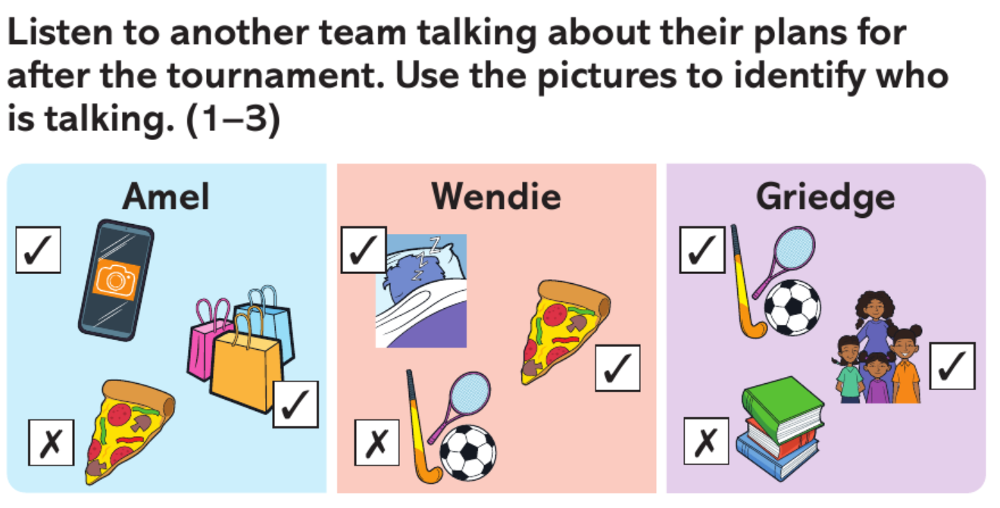 Listen to another team talking about their plans for
after the tournament. Use the pictures to identify who
is talking. (1–3)
Amel
Wendie
Griedge
✓
✓
✓
Z
Z
Z
✓
✓
✓
✗
✗
✗